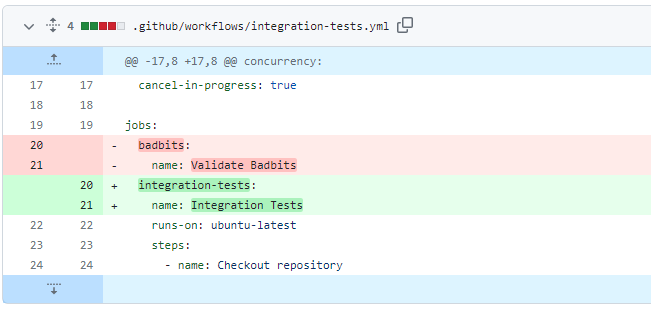 4 .github/workflows/integration-tests.yml
@@ -17,8 +17,8 @@ concurrency:
17 17 cancel-in-progress: true
18 18
19 19 jobs:
20 - badbits:
21 - name: Validate Badbits
20 + integration-tests:
21 + name: Integration Tests
22 22 runs-on: ubuntu-latest
23 23 steps:
24 24 - name: Checkout repository